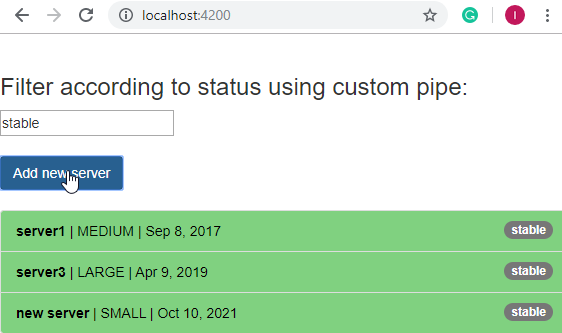 localhost:4200
I
Filter according to status using custom pipe:
stable
Add new server
server1 | MEDIUM | Sep 8, 2017 stable
server3 | LARGE | Apr 9, 2019 stable
new server | SMALL | Oct 10, 2021 stable